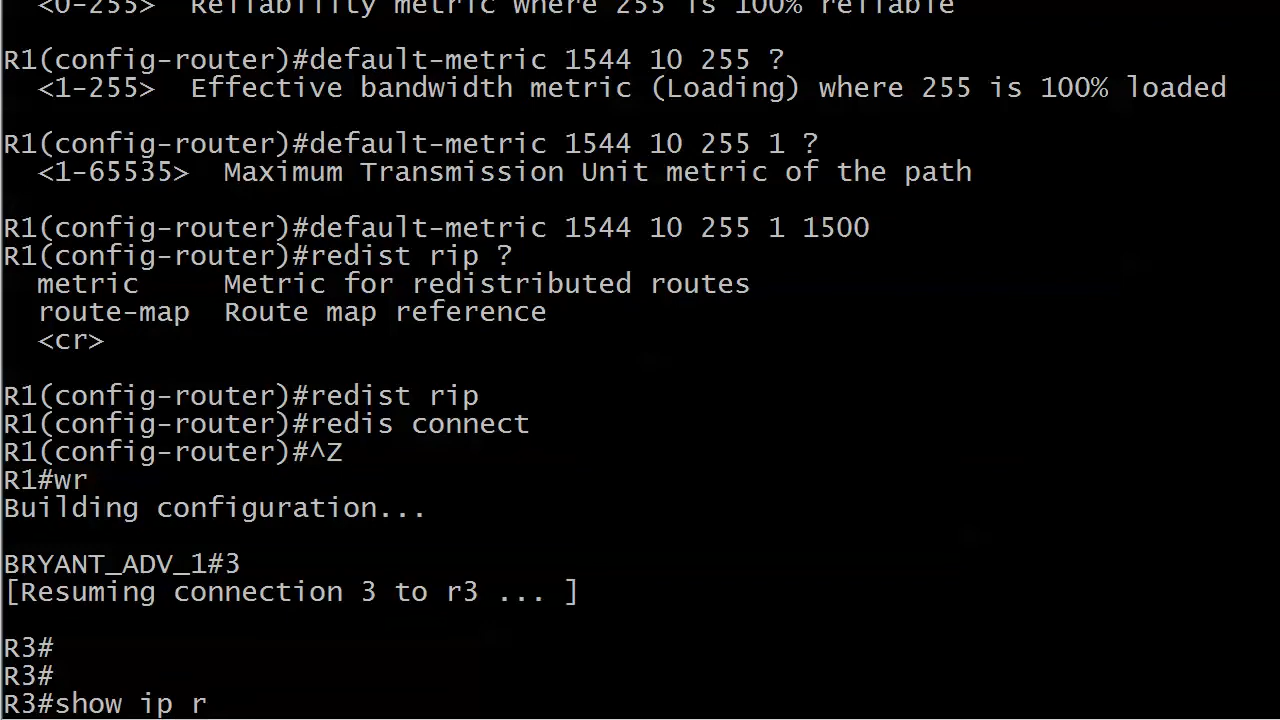 <0-255>  Reliability metric where 255 is 100% reliable
R1(config-router)#default-metric 1544 10 255 ?
<1-255>  Effective bandwidth metric (Loading) where 255 is 100% loaded
R1(config-router)#default-metric 1544 10 255 1 ?
<1-65535>  Maximum Transmission Unit metric of the path
R1(config-router)#default-metric 1544 10 255 1 1500
R1(config-router)#redist rip ?
metric     Metric for redistributed routes
route-map  Route map reference
<cr>
R1(config-router)#redist rip
R1(config-router)#redis connect
R1(config-router)#^Z
R1#wr
Building configuration...
BRYANT_ADV_1#3
[Resuming connection 3 to r3 ... ]
R3#
R3#
R3#show ip r